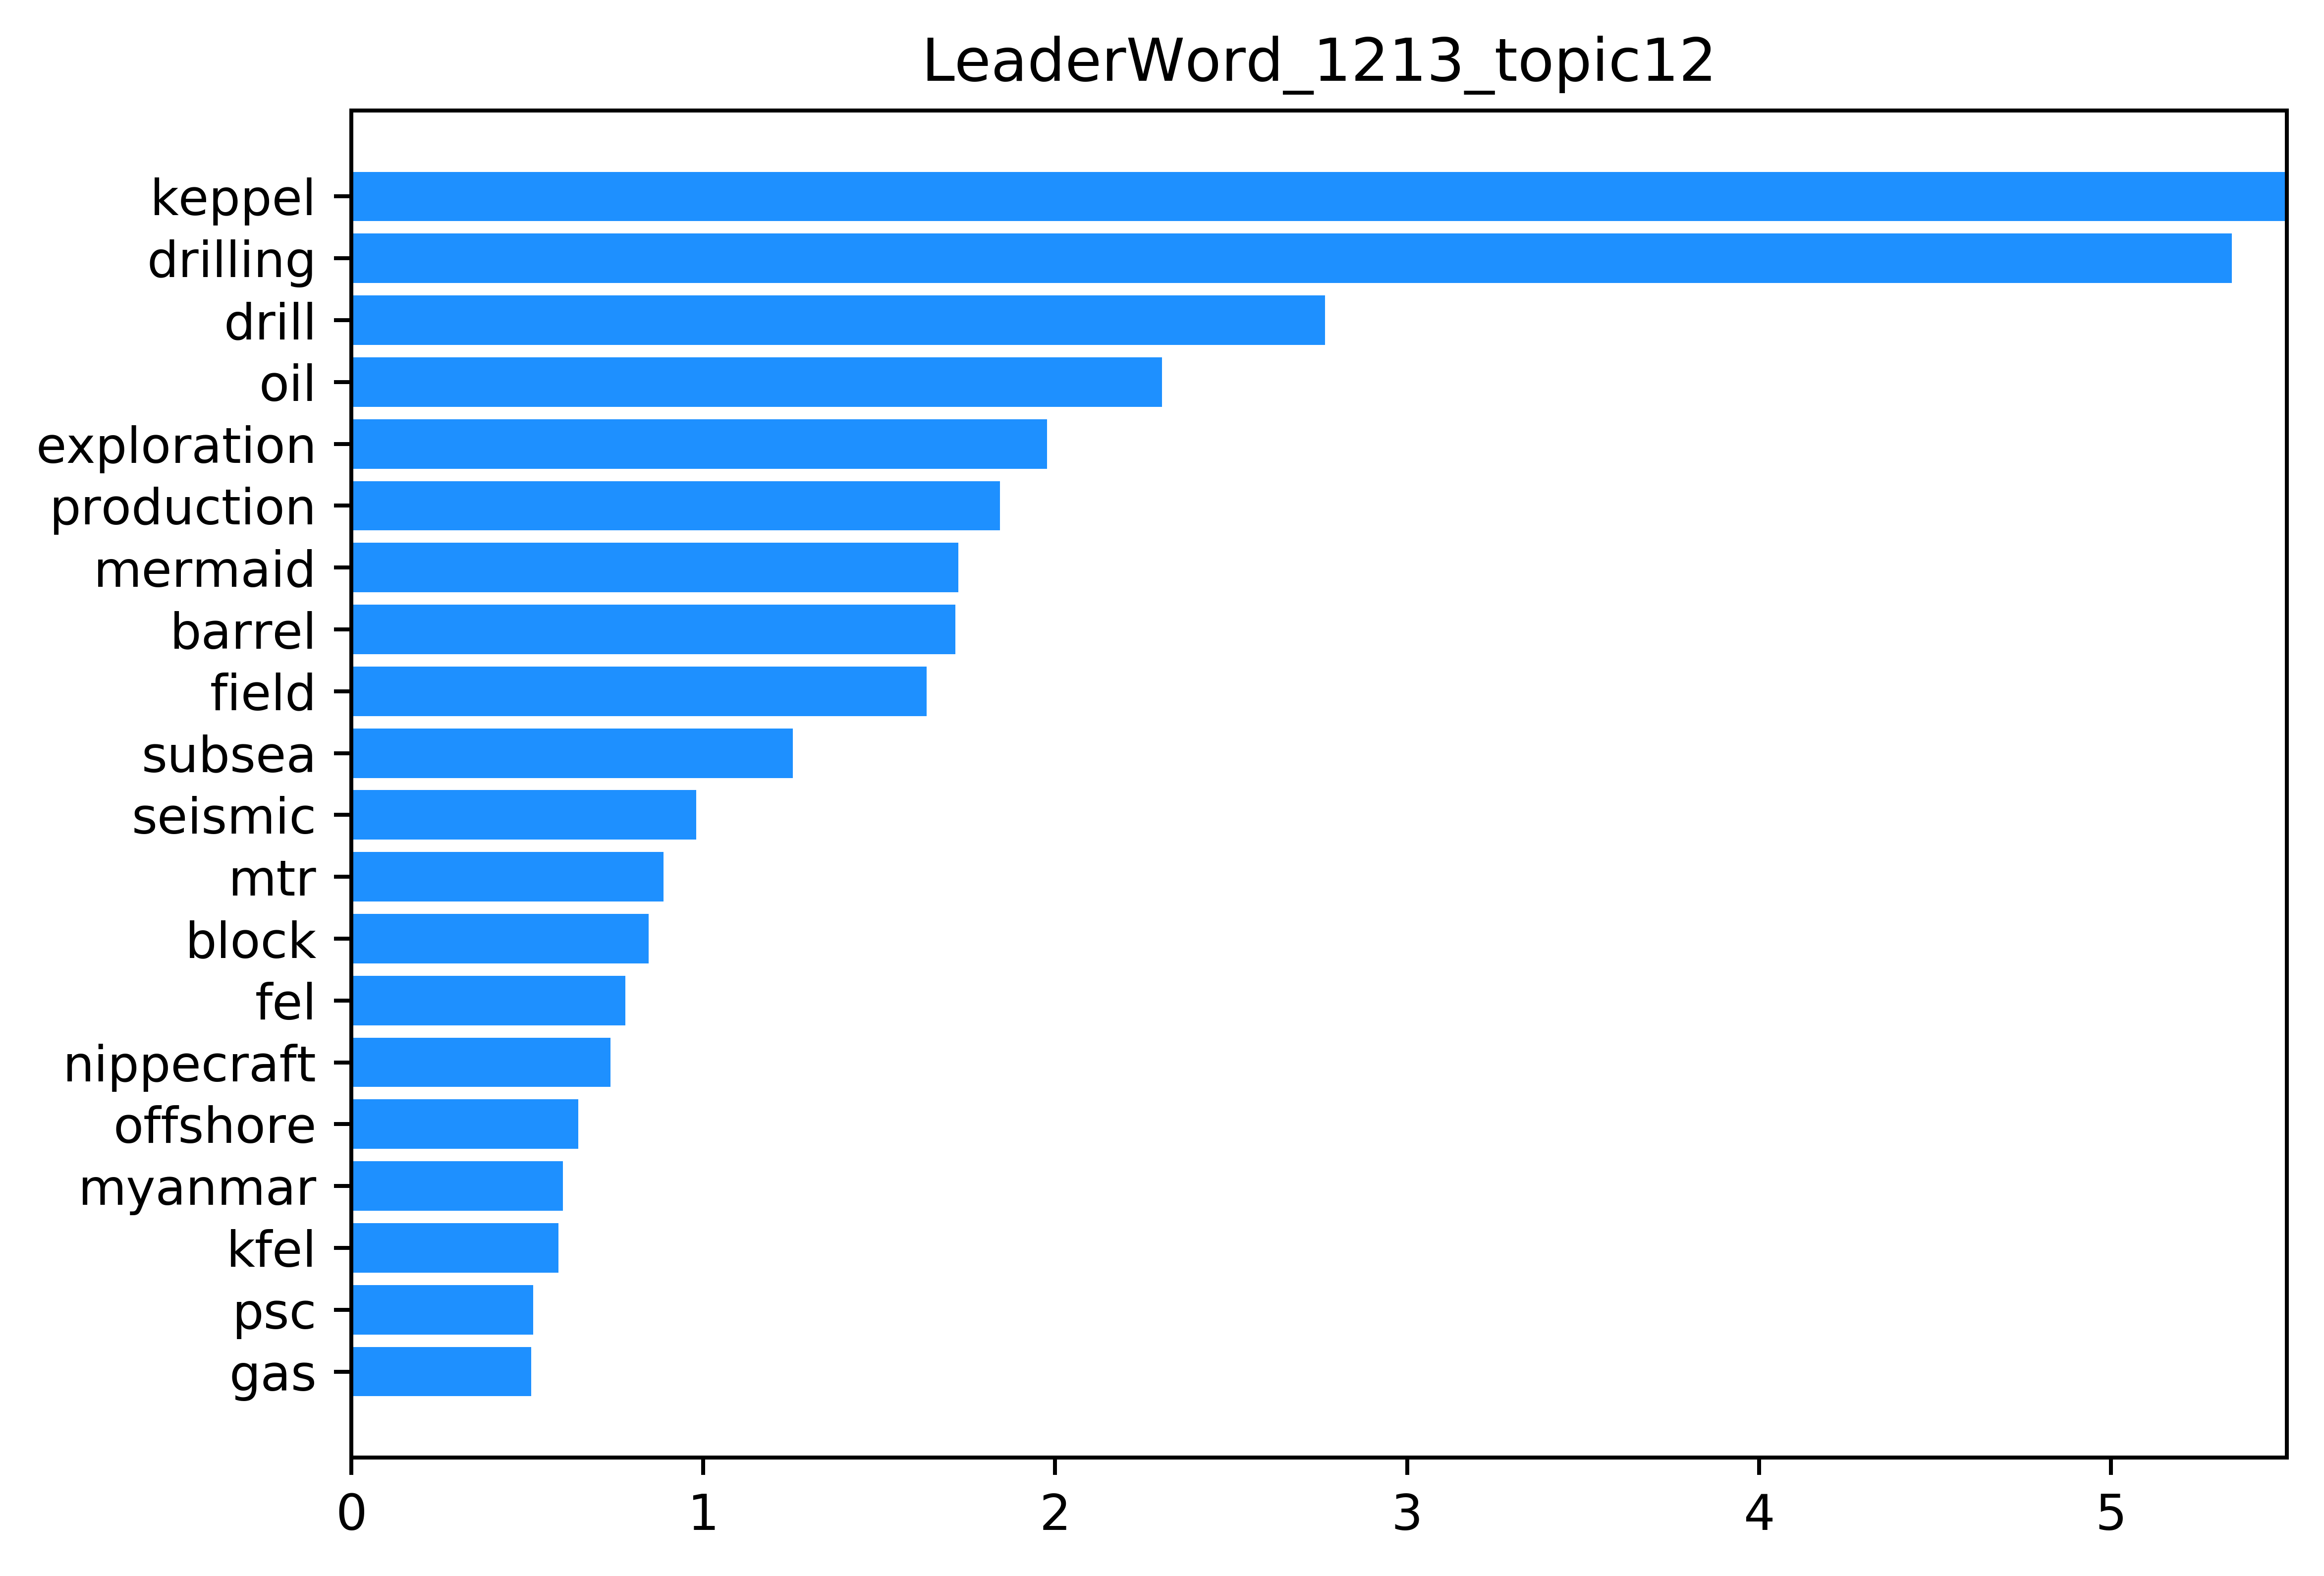 LeaderWord_1213_topic12
keppel
drilling
drill
oil
exploration
production
mermaid
barrel
field
subsea
seismic
mtr
block
fel
nippecraft
offshore
myanmar
kfel
psc
gas
0 1 2 3 4 5